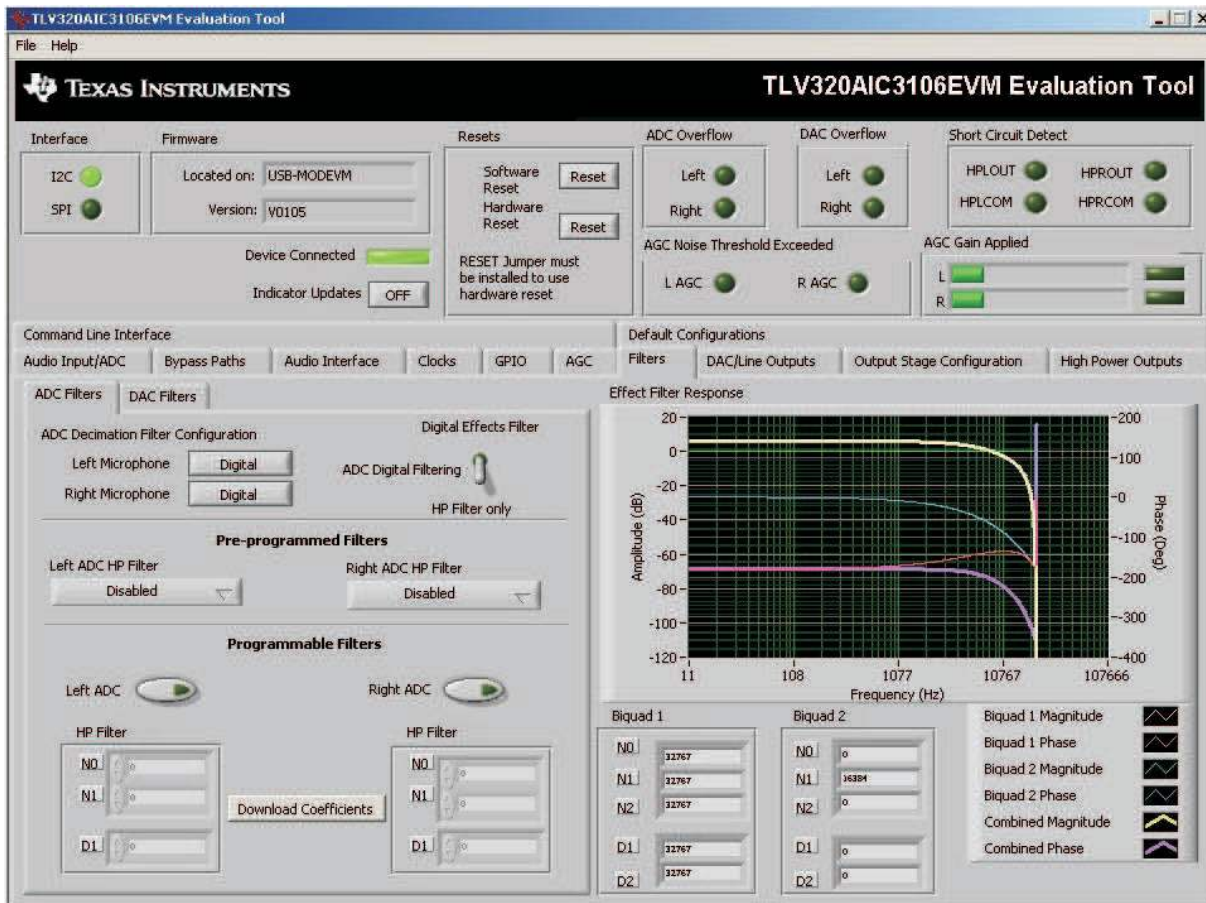 TLV320AIC3106EVM Evaluation Tool
File Help
TEXAS INSTRUMENTS
TLV320AIC3106EVM Evaluation Tool
Interface
I2C
SPI
Firmware
Located on: USB-MODEVM
Version: V0105
Device Connected
Indicator Updates OFF
Resets
Software Reset Reset
Hardware Reset Reset
RESET Jumper must
be installed to use
hardware reset
ADC Overflow
Left
Right
DAC Overflow
Left
Right
Short Circuit Detect
HPLOUT HPROUT
HPLCOM HPRCOM
AGC Noise Threshold Exceeded
L AGC R AGC
AGC Gain Applied
L
R
Command Line Interface Default Configurations
Audio Input/ADC Bypass Paths Audio Interface Clocks GPIO AGC Filters DAC/Line Outputs Output Stage Configuration High Power Outputs
ADC Filters DAC Filters
ADC Decimation Filter Configuration
Left Microphone Digital
Right Microphone Digital
Digital Effects Filter
ADC Digital Filtering
HP Filter only
Pre-programmed Filters
Left ADC HP Filter
Disabled
Right ADC HP Filter
Disabled
Programmable Filters
Left ADC Right ADC
HP Filter
N0 0
N1 0
D1 0
Download Coefficients
HP Filter
N0 0
N1 0
D1 0
Effect Filter Response
Amplitude (dB)
20
0
-20
-40
-60
-80
-100
-120
200
100
0
-100
-200
-300
-400
Phase (Deg)
11 108 1077 10767 107666
Frequency (Hz)
Biquad 1
N0 32767
N1 32767
N2 32767
D1 32767
D2 32767
Biquad 2
N0 0
N1 16384
N2 0
D1 0
D2 0
Biquad 1 Magnitude
Biquad 1 Phase
Biquad 2 Magnitude
Biquad 2 Phase
Combined Magnitude
Combined Phase